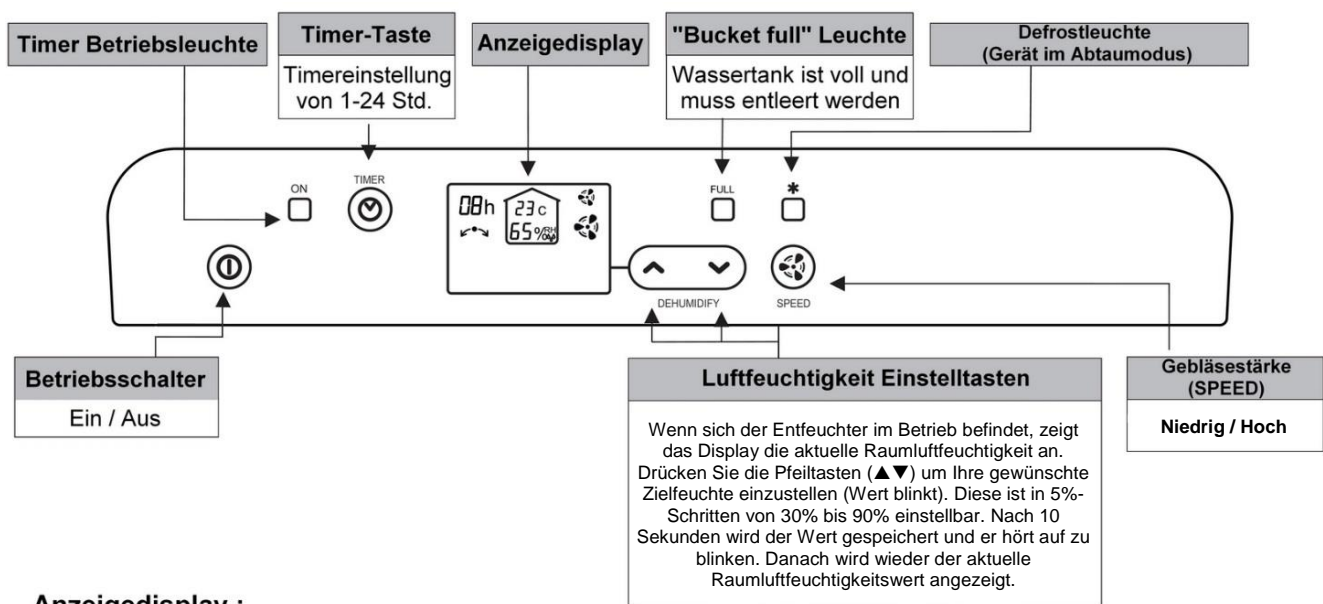 Timer Betriebsleuchte
Timer-Taste
Timereinstellung
von 1-24 Std.
Anzeigedisplay
"Bucket full" Leuchte
Wassertank ist voll und
muss entleert werden
Defrostleuchte
(Gerät im Abtaumodus)
ON
TIMER
08h
23 c
65%RH
FULL
*
DEHUMIDIFY
SPEED
Betriebsschalter
Ein / Aus
Luftfeuchtigkeit Einstelltasten
Wenn sich der Entfeuchter im Betrieb befindet, zeigt
das Display die aktuelle Raumluftfeuchtigkeit an.
Drücken Sie die Pfeiltasten (▲▼) um Ihre gewünschte
Zielfeuchte einzustellen (Wert blinkt). Diese ist in 5%-
Schritten von 30% bis 90% einstellbar. Nach 10
Sekunden wird der Wert gespeichert und er hört auf zu
blinken. Danach wird wieder der aktuelle
Raumluftfeuchtigkeitswert angezeigt.
Gebläsestärke
(SPEED)
Niedrig / Hoch
Anzeigedisplay :